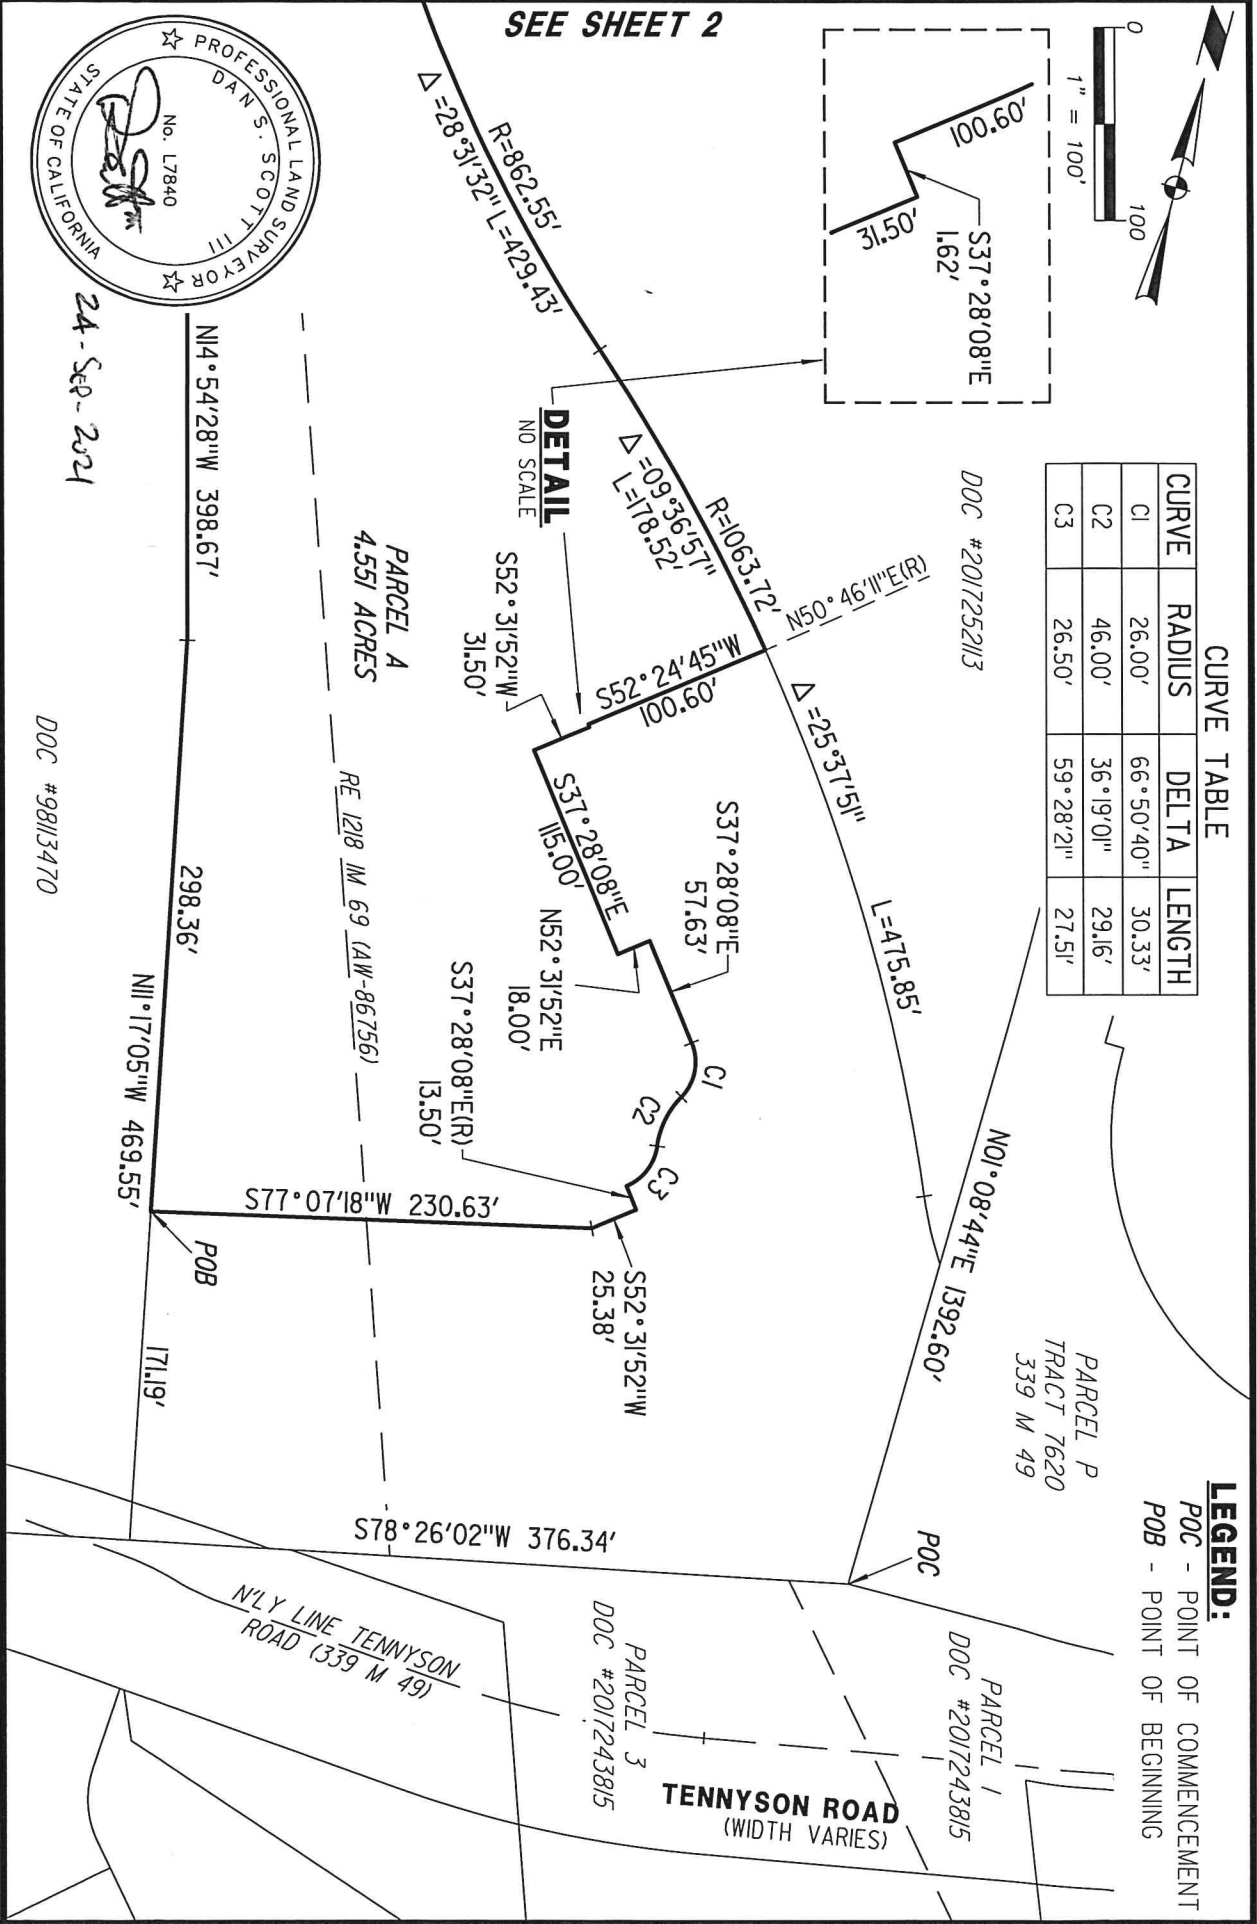 SEE SHEET 2
0
100
1" = 100'
100.60'
S37°28'08"E
1.62'
31.50'
CURVE TABLE
CURVE RADIUS DELTA LENGTH
C1 26.00' 66°50'40" 30.33'
C2 46.00' 36°19'01" 29.16'
C3 26.50' 59°28'21" 27.51'
LEGEND:
POC - POINT OF COMMENCEMENT
POB - POINT OF BEGINNING
PARCEL P
TRACT 7620
339 M 49
DOC #2017252113
R=862.55'
Δ=28°31'32" L=429.43'
R=1063.72'
Δ=09°36'57"
L=178.52'
N50°46'11"E(R)
Δ=25°37'51"
L=475.85'
N01°08'44"E 1392.60'
POC
PARCEL 1
DOC #2017243815
DETAIL
NO SCALE
S52°24'45"W
100.60'
S52°31'52"W
31.50'
S37°28'08"E
115.00'
S37°28'08"E
57.63'
N52°31'52"E
18.00'
S37°28'08"E(R)
13.50'
C1
C2
C3
S52°31'52"W
25.38'
S77°07'18"W 230.63'
S78°26'02"W 376.34'
PARCEL A
4.551 ACRES
RE 1218 IM 69 (AW-86756)
PARCEL 3
DOC #2017243815
TENNYSON ROAD
(WIDTH VARIES)
N'LY LINE TENNYSON
ROAD (339 M 49)
N14°54'28"W 398.67'
298.36'
N11°17'05"W 469.55'
POB
171.19'
DOC #98113470
PROFESSIONAL LAND SURVEYOR
DAN S. SCOTT III
No. L7840
STATE OF CALIFORNIA
24-SEP-2021